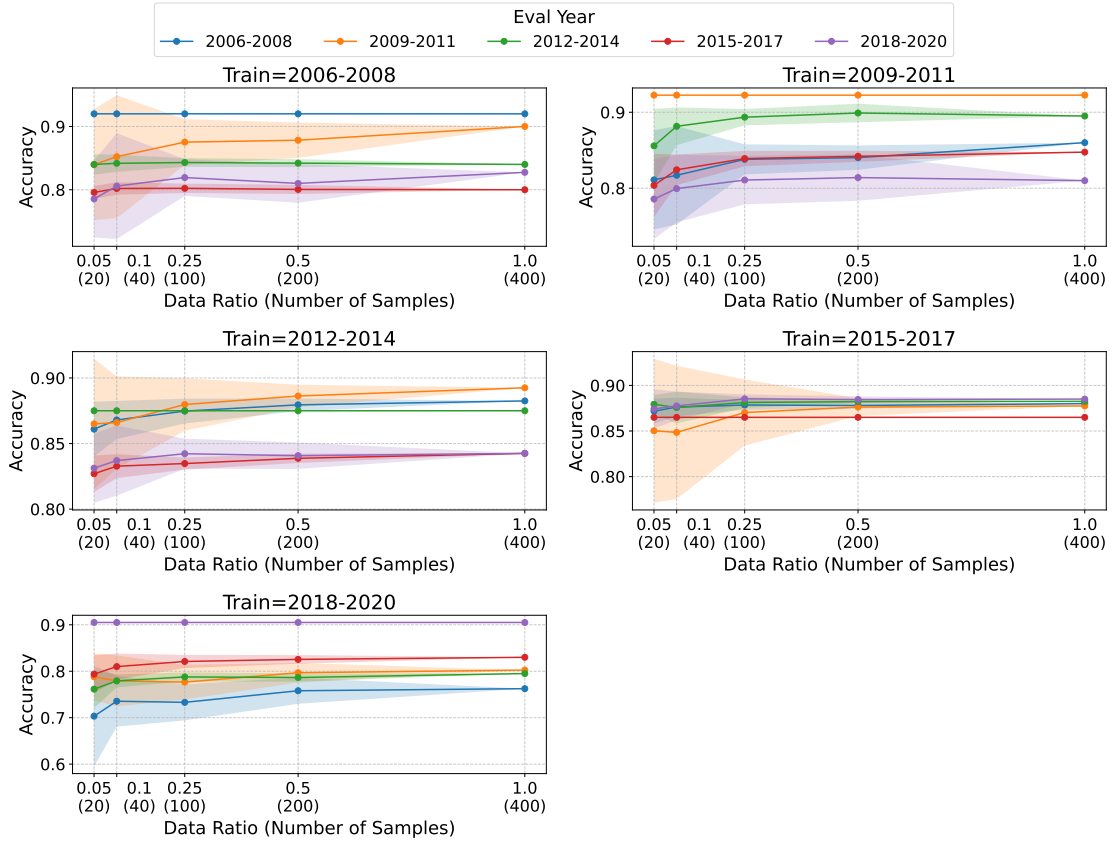 Eval Year
2006-2008 2009-2011 2012-2014 2015-2017 2018-2020
Train=2006-2008
Accuracy
0.9
0.8
0.05 0.1 0.25 0.5 1.0
(20) (40) (100) (200) (400)
Data Ratio (Number of Samples)
Train=2009-2011
Accuracy
0.9
0.8
0.05 0.1 0.25 0.5 1.0
(20) (40) (100) (200) (400)
Data Ratio (Number of Samples)
Train=2012-2014
Accuracy
0.90
0.85
0.80
0.05 0.1 0.25 0.5 1.0
(20) (40) (100) (200) (400)
Data Ratio (Number of Samples)
Train=2015-2017
Accuracy
0.90
0.85
0.80
0.05 0.1 0.25 0.5 1.0
(20) (40) (100) (200) (400)
Data Ratio (Number of Samples)
Train=2018-2020
Accuracy
0.9
0.8
0.7
0.6
0.05 0.1 0.25 0.5 1.0
(20) (40) (100) (200) (400)
Data Ratio (Number of Samples)